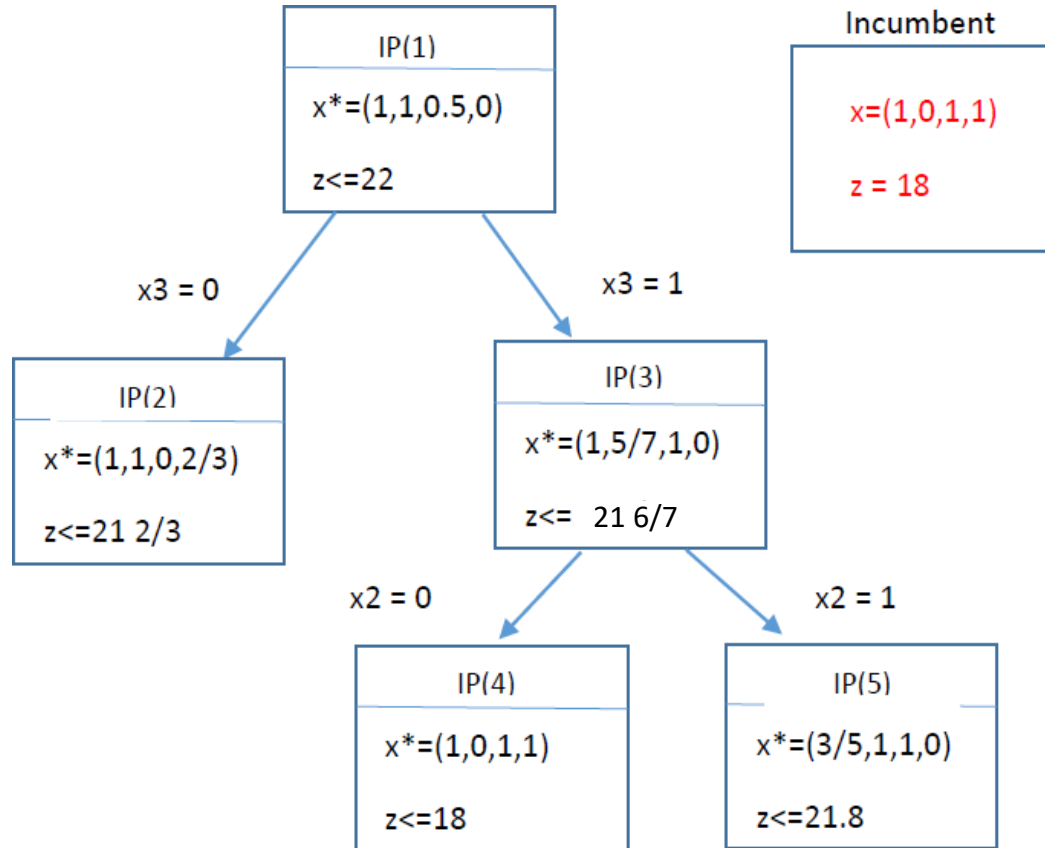 Incumbent
IP(1)
x*=(1,1,0.5,0)
z<=22
x=(1,0,1,1)
z = 18
x3 = 0
x3 = 1
IP(2)
x*=(1,1,0,2/3)
z<=21 2/3
IP(3)
x*=(1,5/7,1,0)
z<= 21 6/7
x2 = 0
x2 = 1
IP(4)
x*=(1,0,1,1)
z<=18
IP(5)
x*=(3/5,1,1,0)
z<=21.8